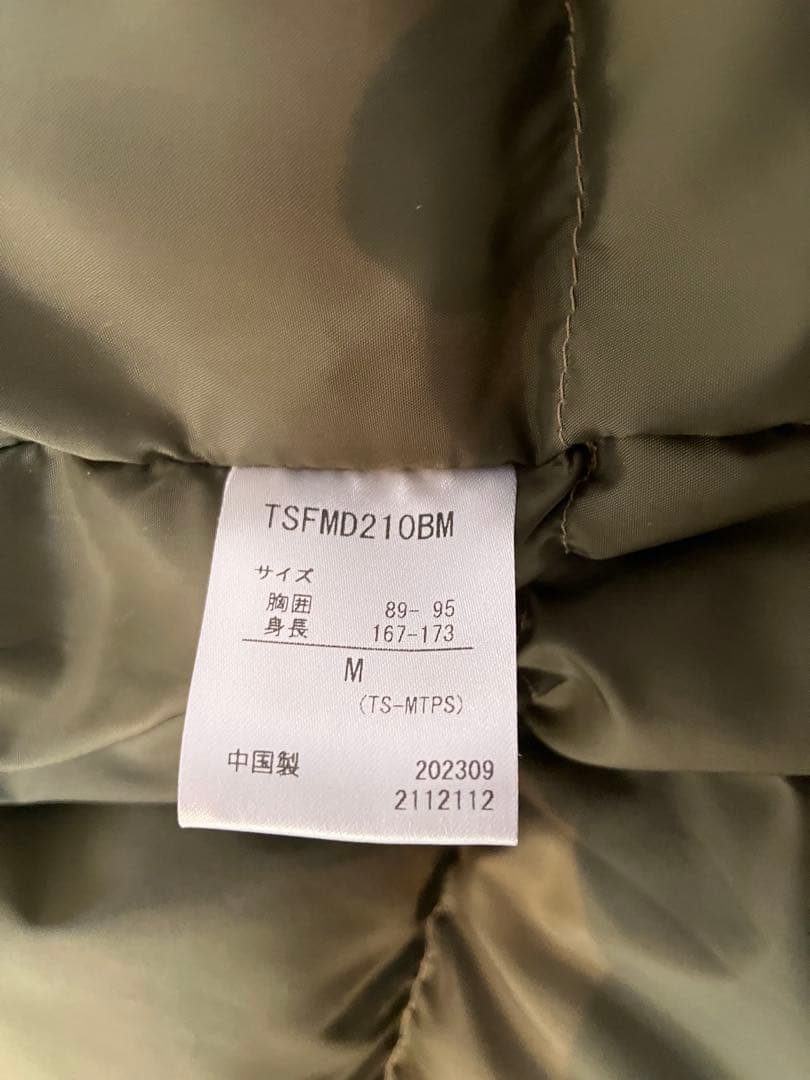 TSFMD210BM
サイズ
胸囲 89- 95
身長 167-173
M
(TS-MTPS)
中国製 202309
2112112